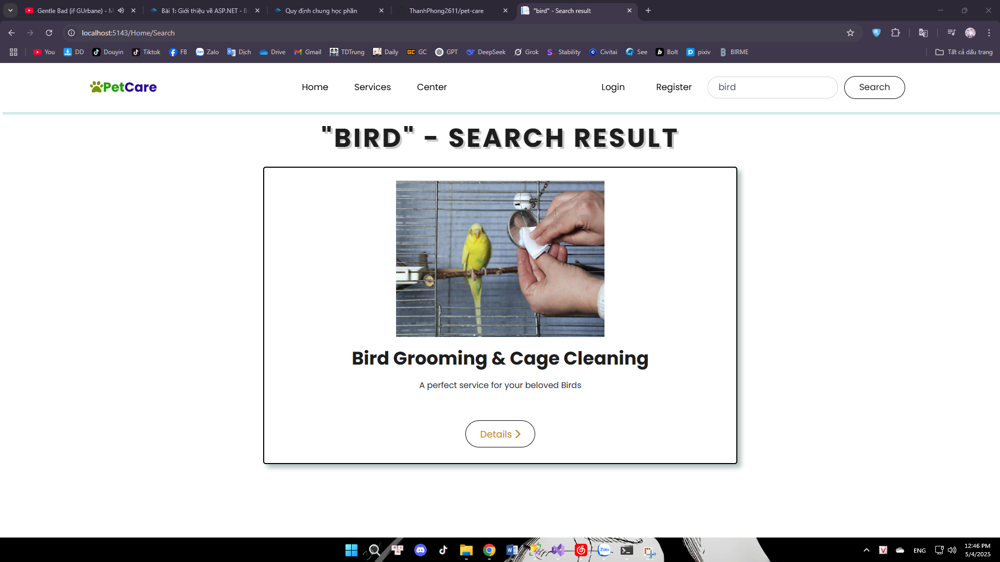 Gentle Bad (if GUrbane) - M
Bài 1: Giới thiệu về ASP.NET - B
Quy định chung học phần
ThanhPhong2611/pet-care
"bird" - Search result
localhost:5143/Home/Search
You
DD
Douyin
Tiktok
FB
Zalo
Dịch
Drive
Gmail
TDTrung
Daily
GC
GPT
DeepSeek
Grok
Stability
Civitai
See
Bolt
pixiv
BIRME
Tất cả dấu trang
PetCare
Home
Services
Center
Login
Register
bird
Search
"BIRD" - SEARCH RESULT
Bird Grooming & Cage Cleaning
A perfect service for your beloved Birds
Details
ENG
12:46 PM
5/4/2025